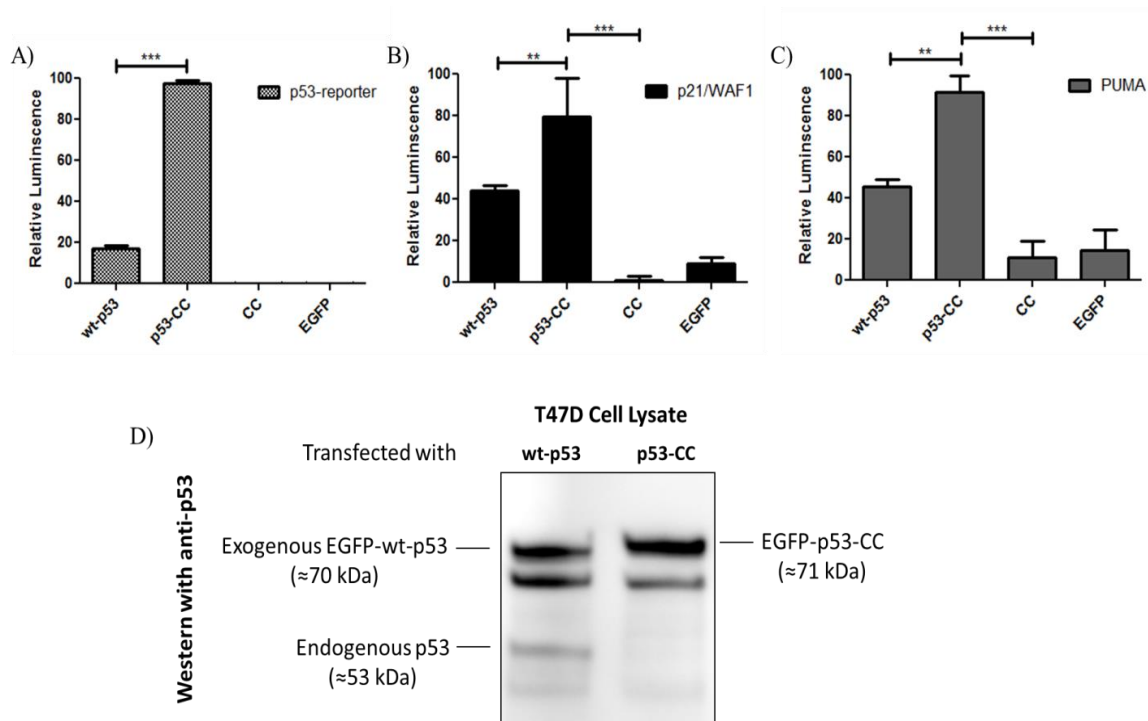 A)
***
p53-reporter
Relative Luminscence
100
80
60
40
20
0
wt-p53
p53-CC
CC
EGFP
B)
***
**
p21/WAF1
Relative Luminscence
100
80
60
40
20
0
wt-p53
p53-CC
CC
EGFP
C)
***
**
PUMA
Relative Luminscence
100
80
60
40
20
0
wt-p53
p53-CC
CC
EGFP
D)
T47D Cell Lysate
Transfected with
wt-p53
p53-CC
Western with anti-p53
Exogenous EGFP-wt-p53
(≈70 kDa)
EGFP-p53-CC
(≈71 kDa)
Endogenous p53
(≈53 kDa)